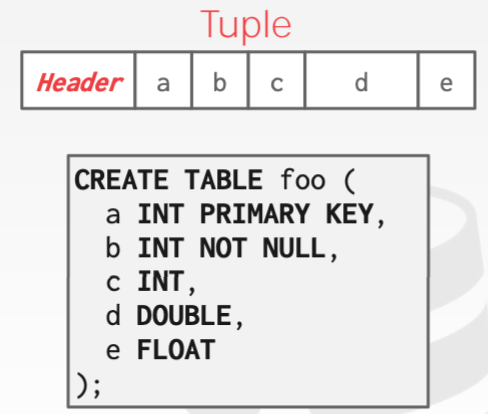 Tuple
Header a b c d e
CREATE TABLE foo (
a INT PRIMARY KEY,
b INT NOT NULL,
c INT,
d DOUBLE,
e FLOAT
);